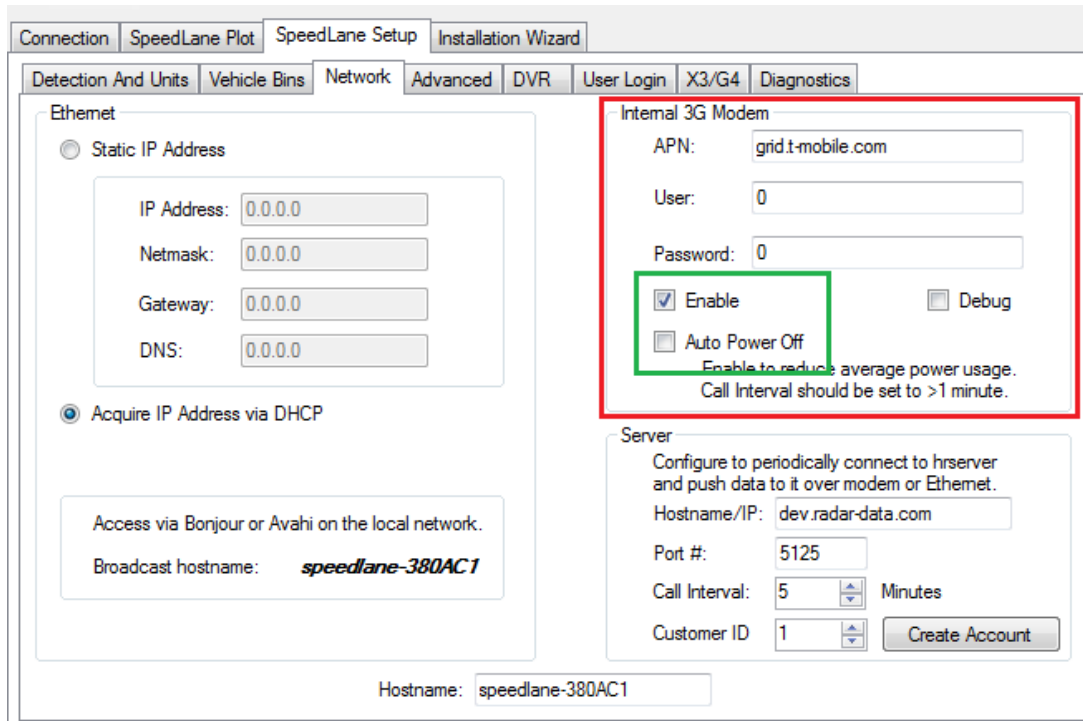 Connection SpeedLane Plot SpeedLane Setup Installation Wizard
Detection And Units Vehicle Bins Network Advanced DVR User Login X3/G4 Diagnostics
Ethernet
Static IP Address
IP Address: 0.0.0.0
Netmask: 0.0.0.0
Gateway: 0.0.0.0
DNS: 0.0.0.0
Acquire IP Address via DHCP
Access via Bonjour or Avahi on the local network.
Broadcast hostname: speedlane-380AC1
Internal 3G Modem
APN: grid.t-mobile.com
User: 0
Password: 0
Enable Debug
Auto Power Off
Enable to reduce average power usage.
Call Interval should be set to >1 minute.
Server
Configure to periodically connect to hrserver
and push data to it over modem or Ethernet.
Hostname/IP: dev.radar-data.com
Port #: 5125
Call Interval: 5 Minutes
Customer ID 1 Create Account
Hostname: speedlane-380AC1